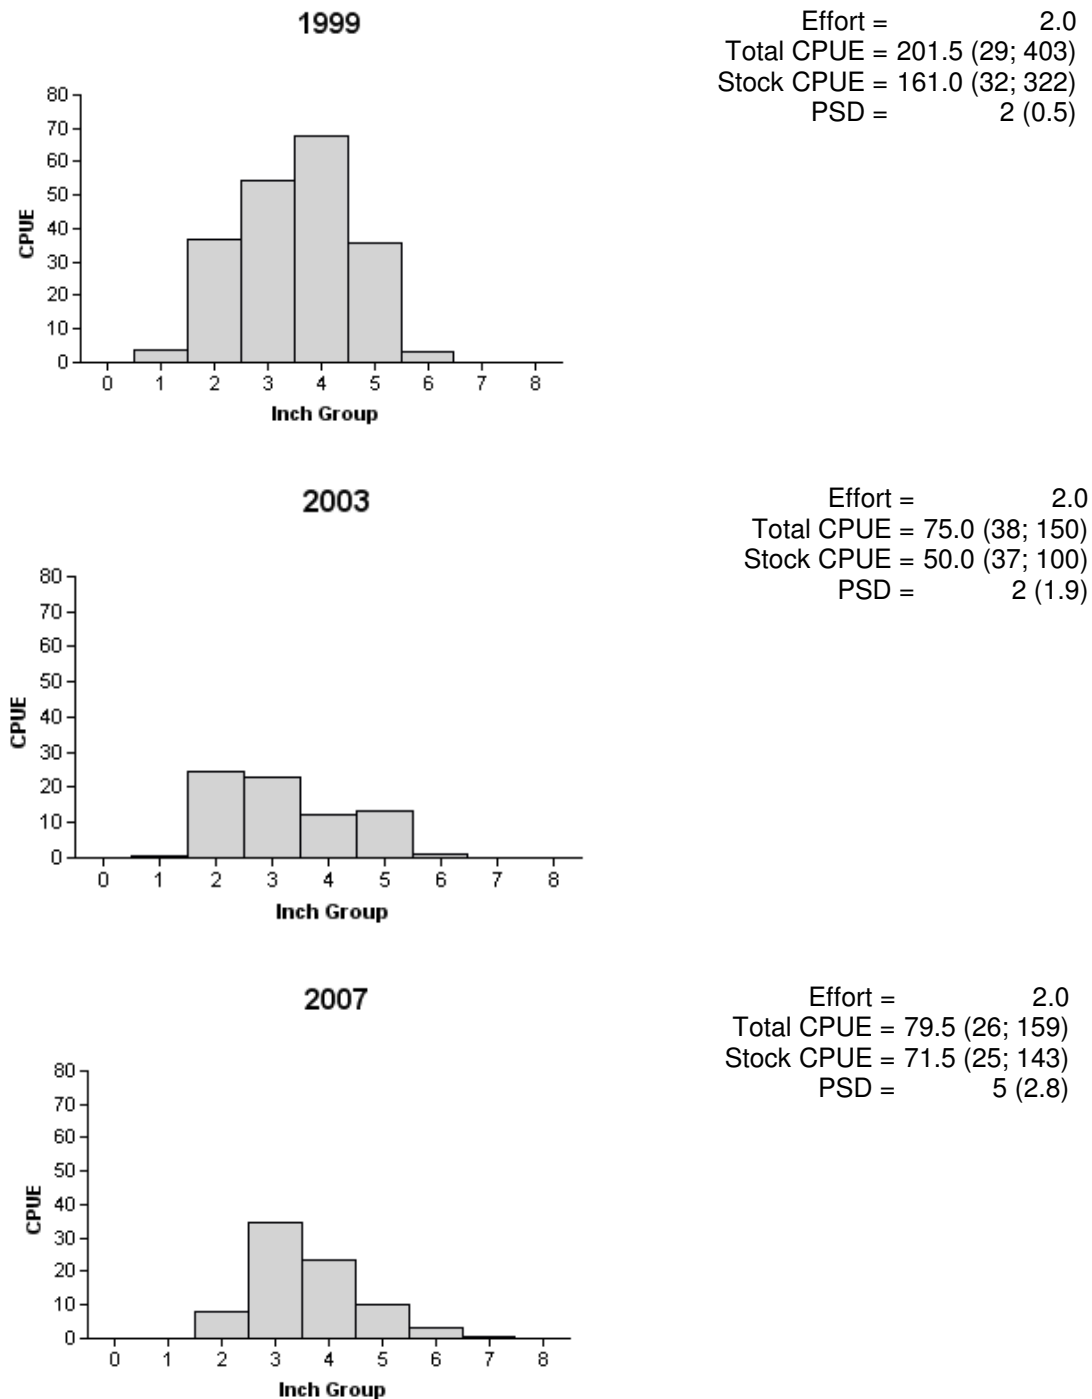 1999
Effort = 2.0
Total CPUE = 201.5 (29; 403)
Stock CPUE = 161.0 (32; 322)
PSD = 2 (0.5)
80
70
60
50
40
30
20
10
0
CPUE
0 1 2 3 4 5 6 7 8
Inch Group
2003
Effort = 2.0
Total CPUE = 75.0 (38; 150)
Stock CPUE = 50.0 (37; 100)
PSD = 2 (1.9)
80
70
60
50
40
30
20
10
0
CPUE
0 1 2 3 4 5 6 7 8
Inch Group
2007
Effort = 2.0
Total CPUE = 79.5 (26; 159)
Stock CPUE = 71.5 (25; 143)
PSD = 5 (2.8)
80
70
60
50
40
30
20
10
0
CPUE
0 1 2 3 4 5 6 7 8
Inch Group